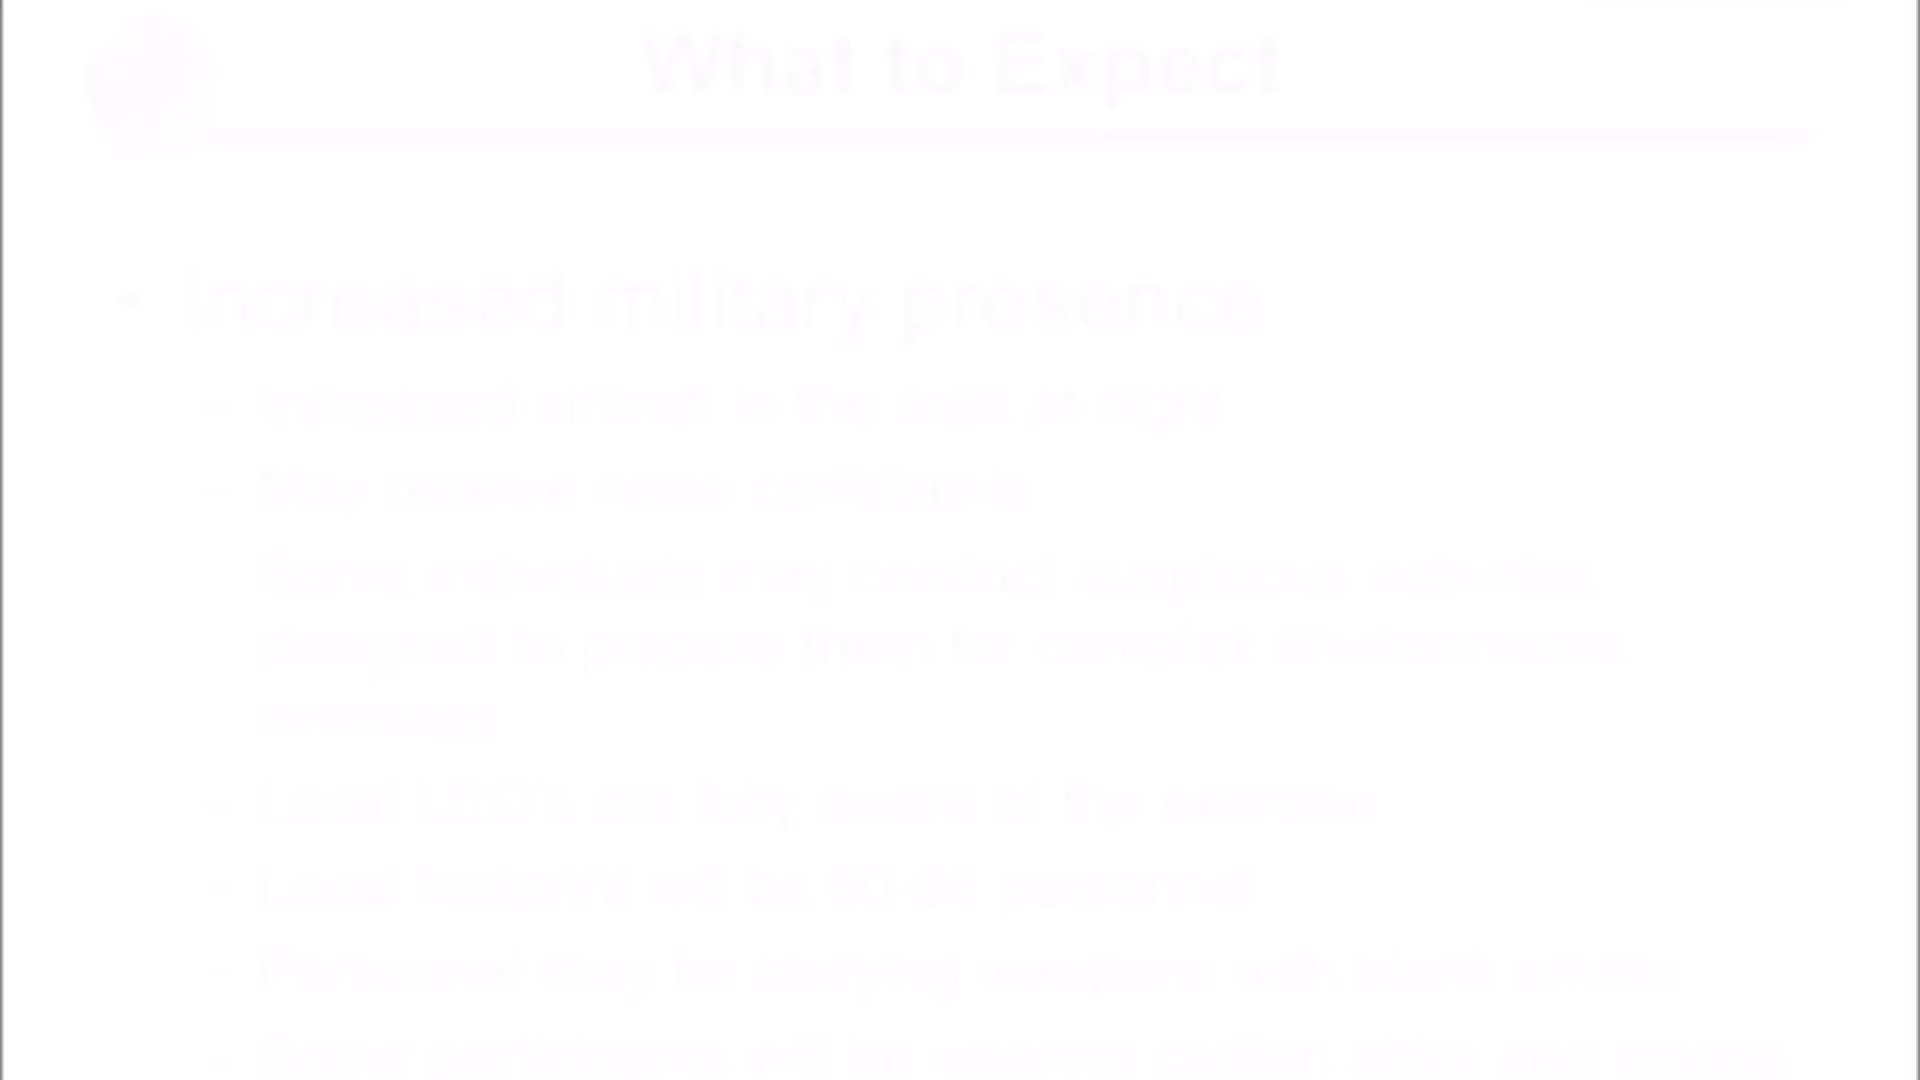 What to Expect
• Increased military presence
– Increased aircraft in the area at night
– May receive noise complaints
Some individuals may conduct suspicious activities
designed to prepare them for complex environments
overseas
– Local LEO's are fully aware of the exercise
– Local footprint will be 60-65 personnel
– Personnel may be carrying weapons with blank ammo
– Some participants will be wearing civilian attire and driving